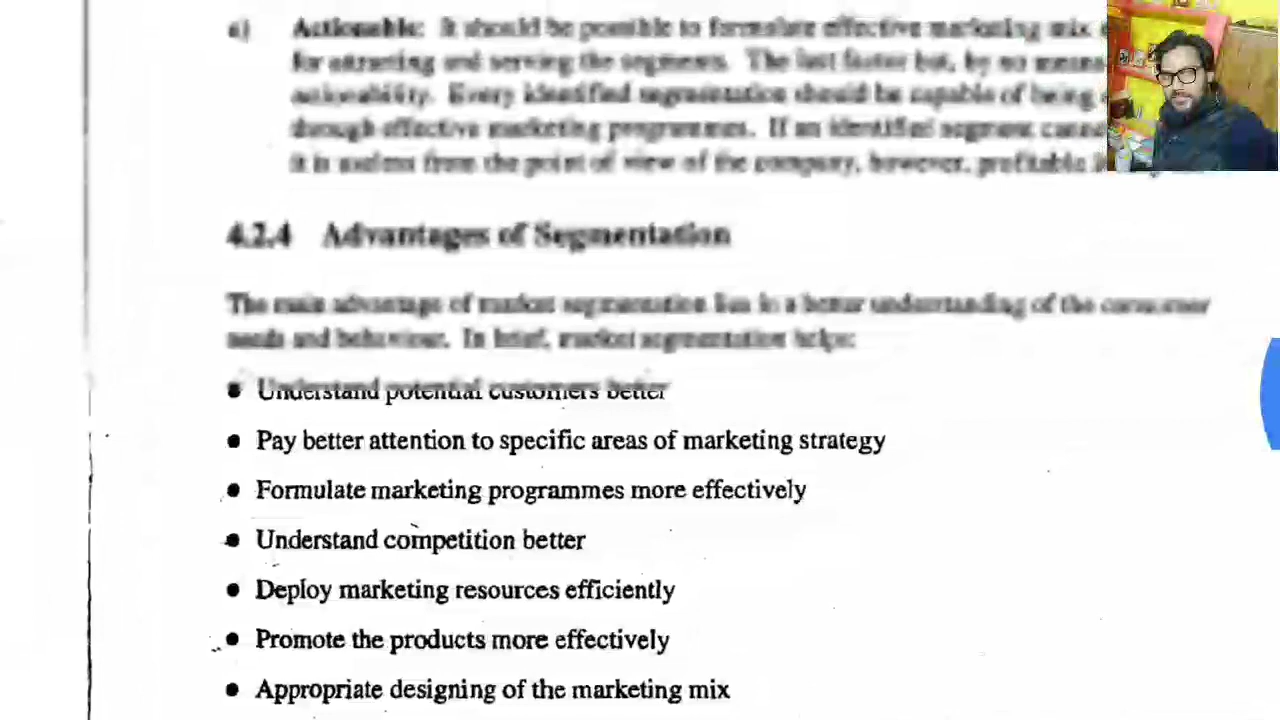 e) Actionable: It should be possible to formulate effective marketing mix
for attracting and serving the segments. The last factor but, by no means
actionability. Every identified segmentation should be capable of being
through effective marketing programmes. If an identified segment
it is useless from the point of view of the company, however, profitable
4.2.4 Advantages of Segmentation
The main advantage of market segmentation lies in a better understanding of the consumer
needs and behaviour. In brief, market segmentation helps:
● Understand potential customers better
● Pay better attention to specific areas of marketing strategy
● Formulate marketing programmes more effectively
● Understand competition better
● Deploy marketing resources efficiently
● Promote the products more effectively
● Appropriate designing of the marketing mix